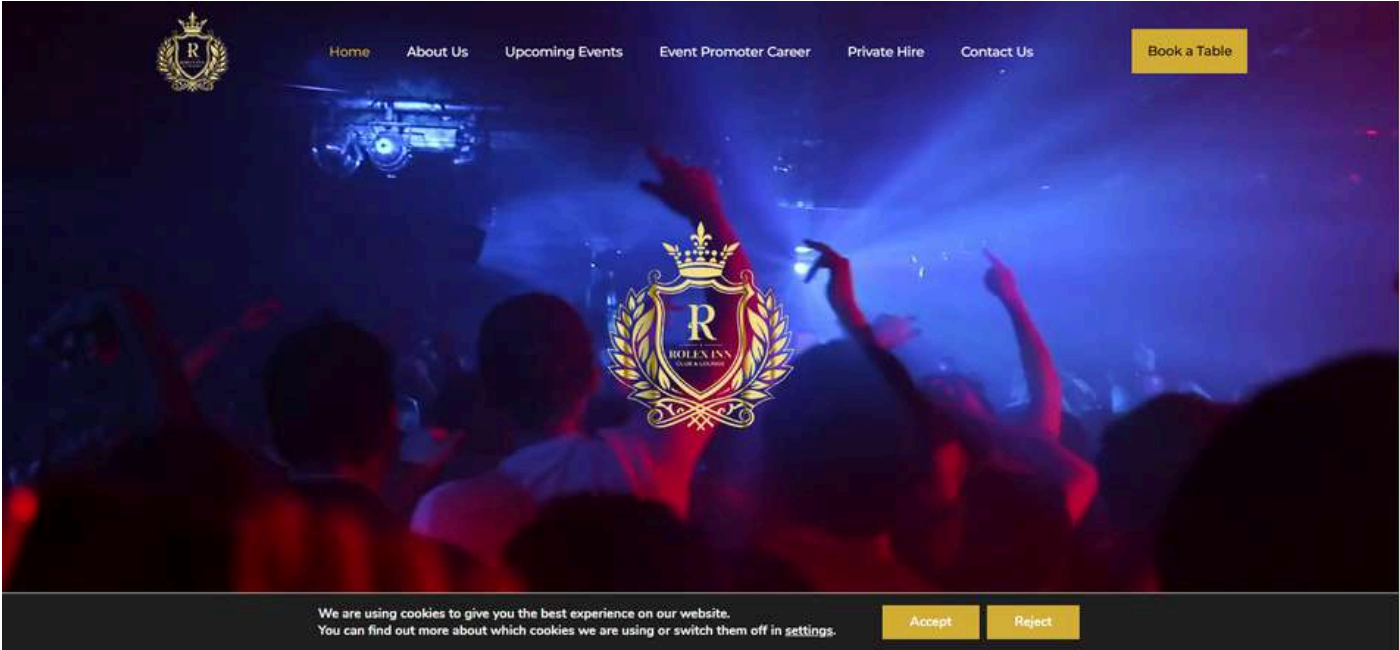 R
Home
About Us
Upcoming Events
Event Promoter Career
Private Hire
Contact Us
Book a Table
R
ROLEX INN
CLUB & LOUNGE
We are using cookies to give you the best experience on our website.
You can find out more about which cookies we are using or switch them off in settings.
Accept
Reject